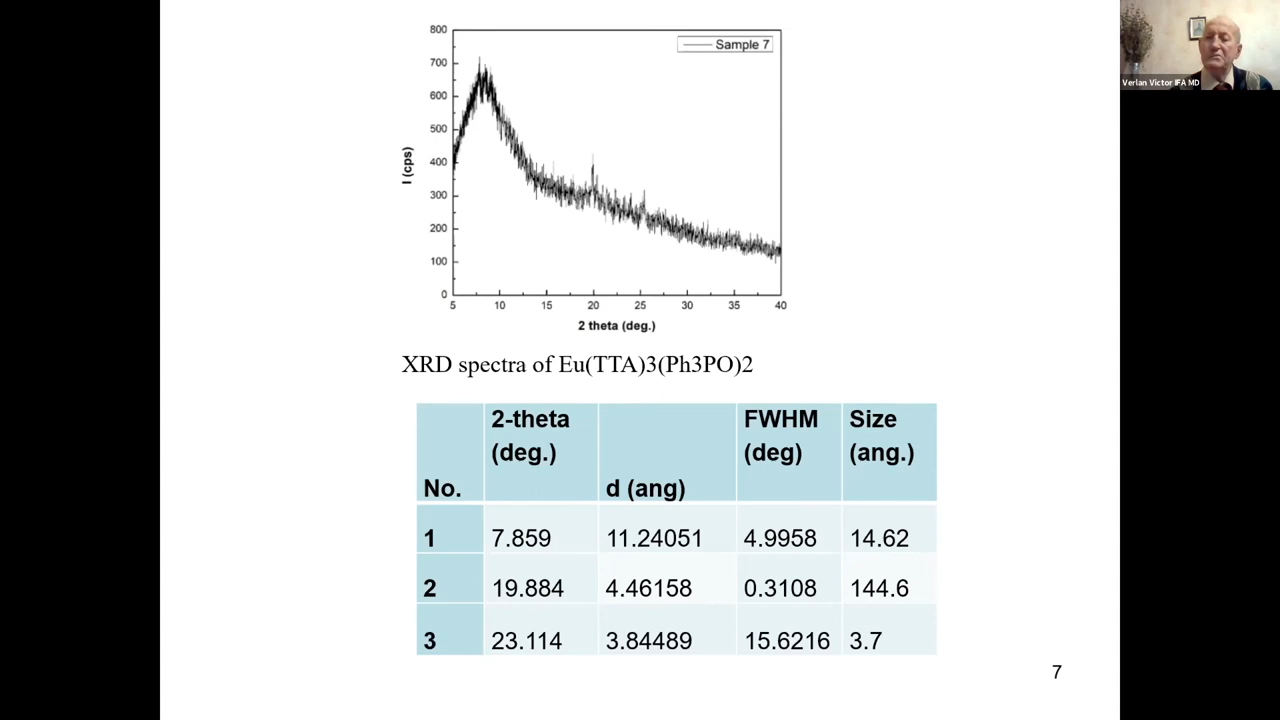 Sample 7
800
700
600
500
400
300
200
100
0
I (cps)
5 10 15 20 25 30 35 40
2 theta (deg.)
Verlan Victor IFA MD
XRD spectra of Eu(TTA)3(Ph3PO)2
No. 2-theta (deg.) d (ang) FWHM (deg) Size (ang.)
1 7.859 11.24051 4.9958 14.62
2 19.884 4.46158 0.3108 144.6
3 23.114 3.84489 15.6216 3.7
7